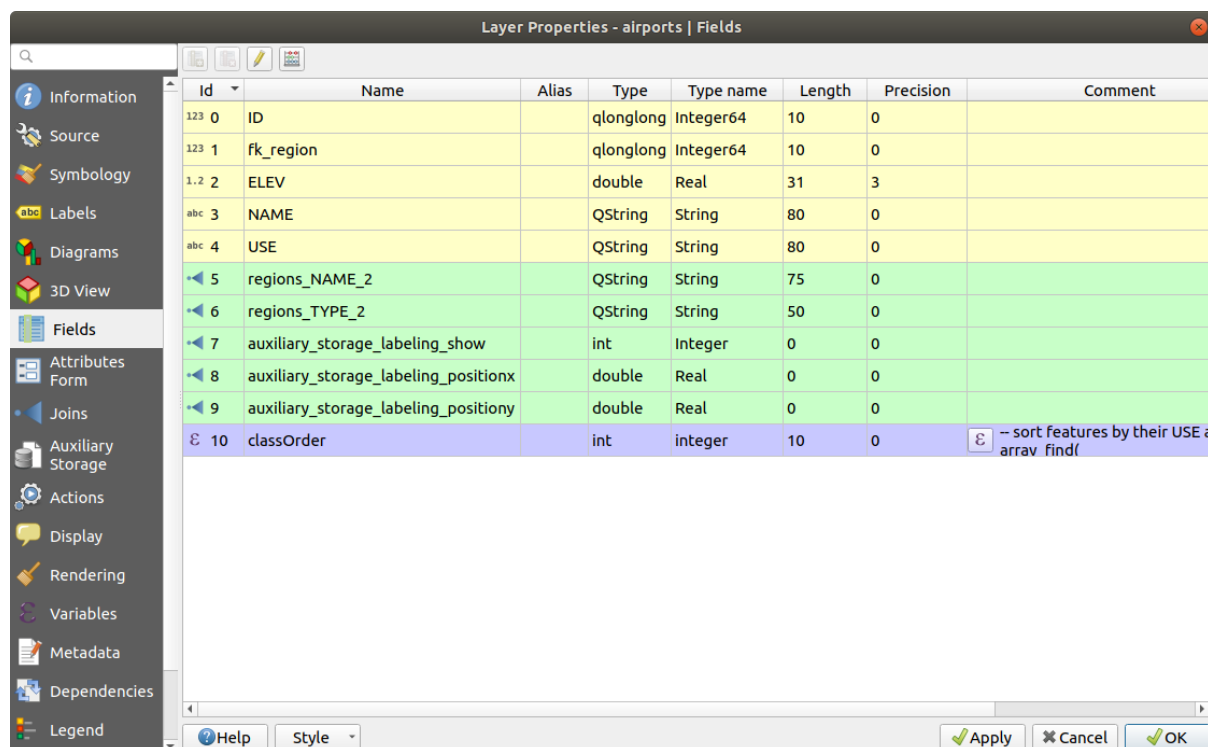 Layer Properties - airports | Fields
Information
Source
Symbology
abc Labels
Diagrams
3D View
Fields
Attributes
Form
Joins
Auxiliary
Storage
Actions
Display
Rendering
Variables
Metadata
Dependencies
Legend
Id Name Alias Type Type name Length Precision Comment
123 0 ID qlonglong Integer64 10 0
123 1 fk_region qlonglong Integer64 10 0
1.2 2 ELEV double Real 31 3
abc 3 NAME QString String 80 0
abc 4 USE QString String 80 0
5 regions_NAME_2 QString String 75 0
6 regions_TYPE_2 QString String 50 0
7 auxiliary_storage_labeling_show int Integer 0 0
8 auxiliary_storage_labeling_positionx double Real 0 0
9 auxiliary_storage_labeling_positiony double Real 0 0
ε 10 classOrder int integer 10 0 ε -- sort features by their USE a
array_find(
Help Style Apply Cancel OK